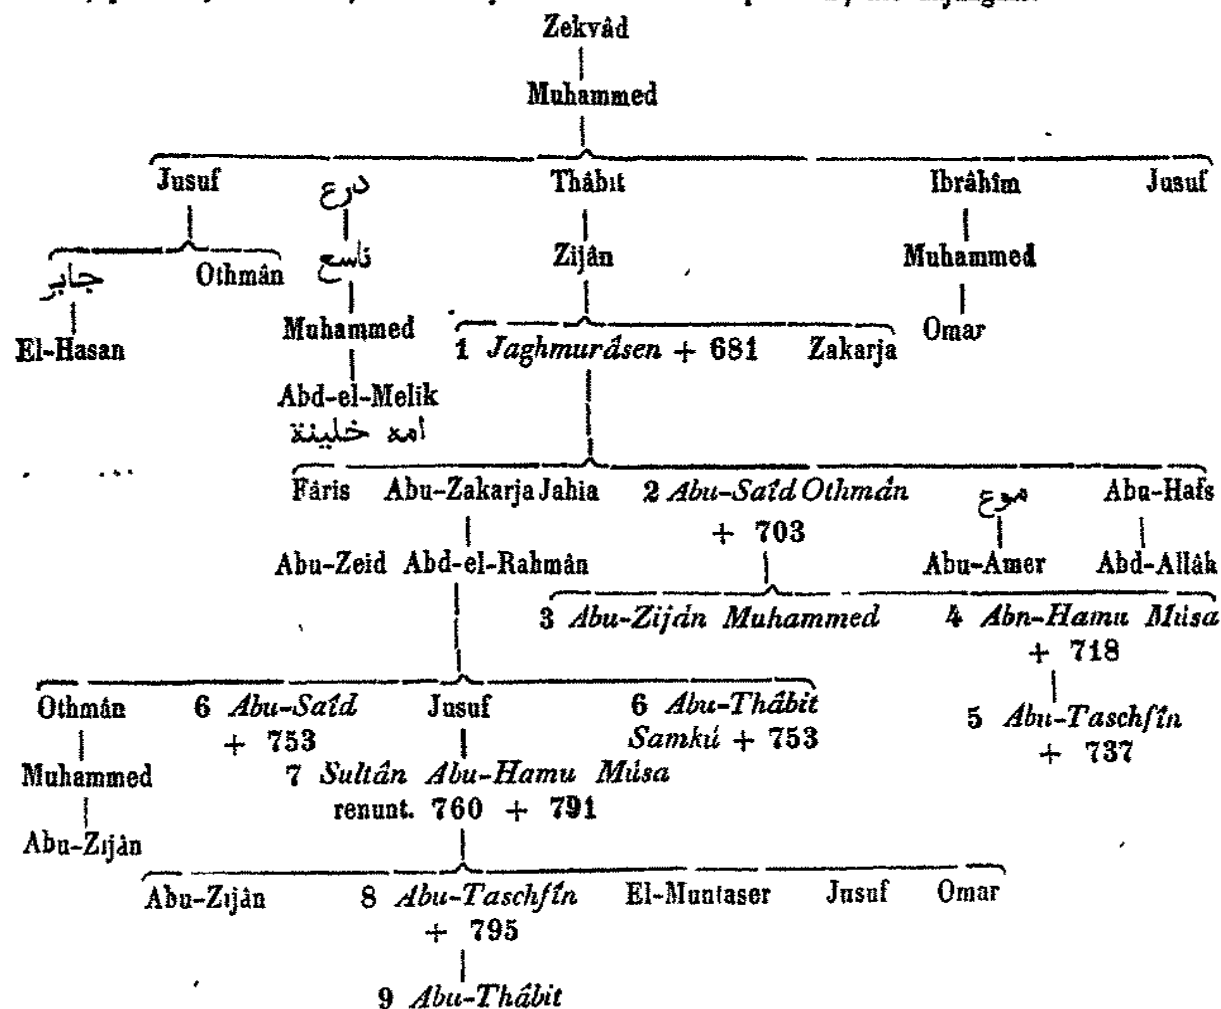 Zekvâd
Muhammed
Jusuf درع Thâbit Ibrâhîm Jusuf
جابر Othmân ناسع Zijân Muhammed
El-Hasan Muhammed 1 Jaghmurâsen + 681 Zakarja Omar
Abd-el-Melik
امه خلينة
Fâris Abu-Zakarja Jahia 2 Abu-Saîd Othmân موع Abu-Hafs
+ 703
Abu-Zeid Abd-el-Rahmân Abu-Amer Abd-Allâh
3 Abu-Zijân Muhammed 4 Abn-Hamu Mûsa
+ 718
Othmân 6 Abu-Saîd Jusuf 6 Abu-Thâbit 5 Abu-Taschfîn
+ 753 Samkú + 753 + 737
Muhammed 7 Sultân Abu-Hamu Músa
renunt. 760 + 791
Abu-Zijân
Abu-Zijân 8 Abu-Taschfîn El-Muntaser Jusuf Omar
+ 795
9 Abu-Thâbit